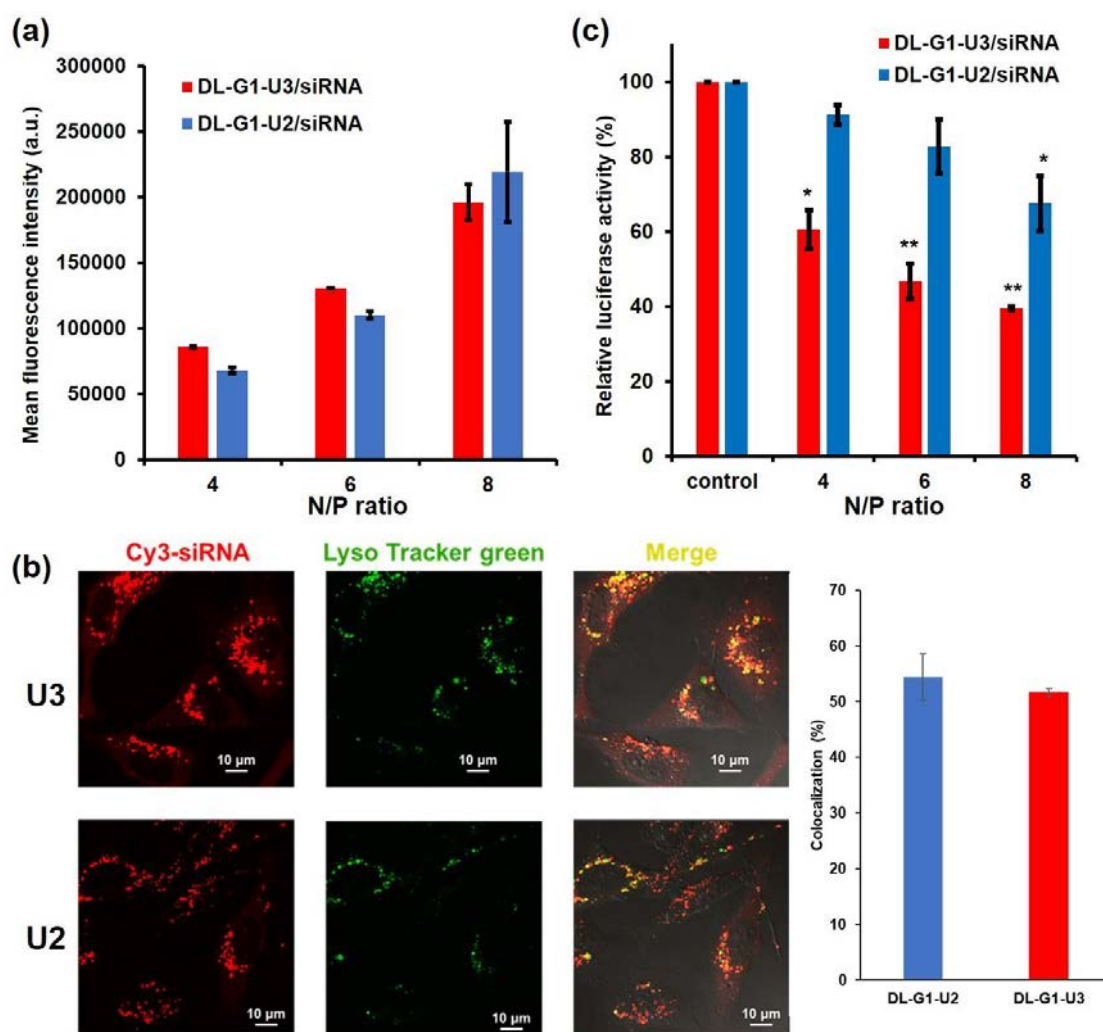 (a)
300000
250000
200000
150000
100000
50000
0
Mean fluorescence intensity (a.u.)
DL-G1-U3/siRNA
DL-G1-U2/siRNA
4 6 8
N/P ratio
(c)
DL-G1-U3/siRNA
DL-G1-U2/siRNA
100
80
60
40
20
0
Relative luciferase activity (%)
*
**
**
*
control 4 6 8
N/P ratio
(b)
Cy3-siRNA Lyso Tracker green Merge
U3
10 µm 10 µm 10 µm
U2
10 µm 10 µm 10 µm
70
60
50
40
30
20
10
0
Colocalization (%)
DL-G1-U2 DL-G1-U3